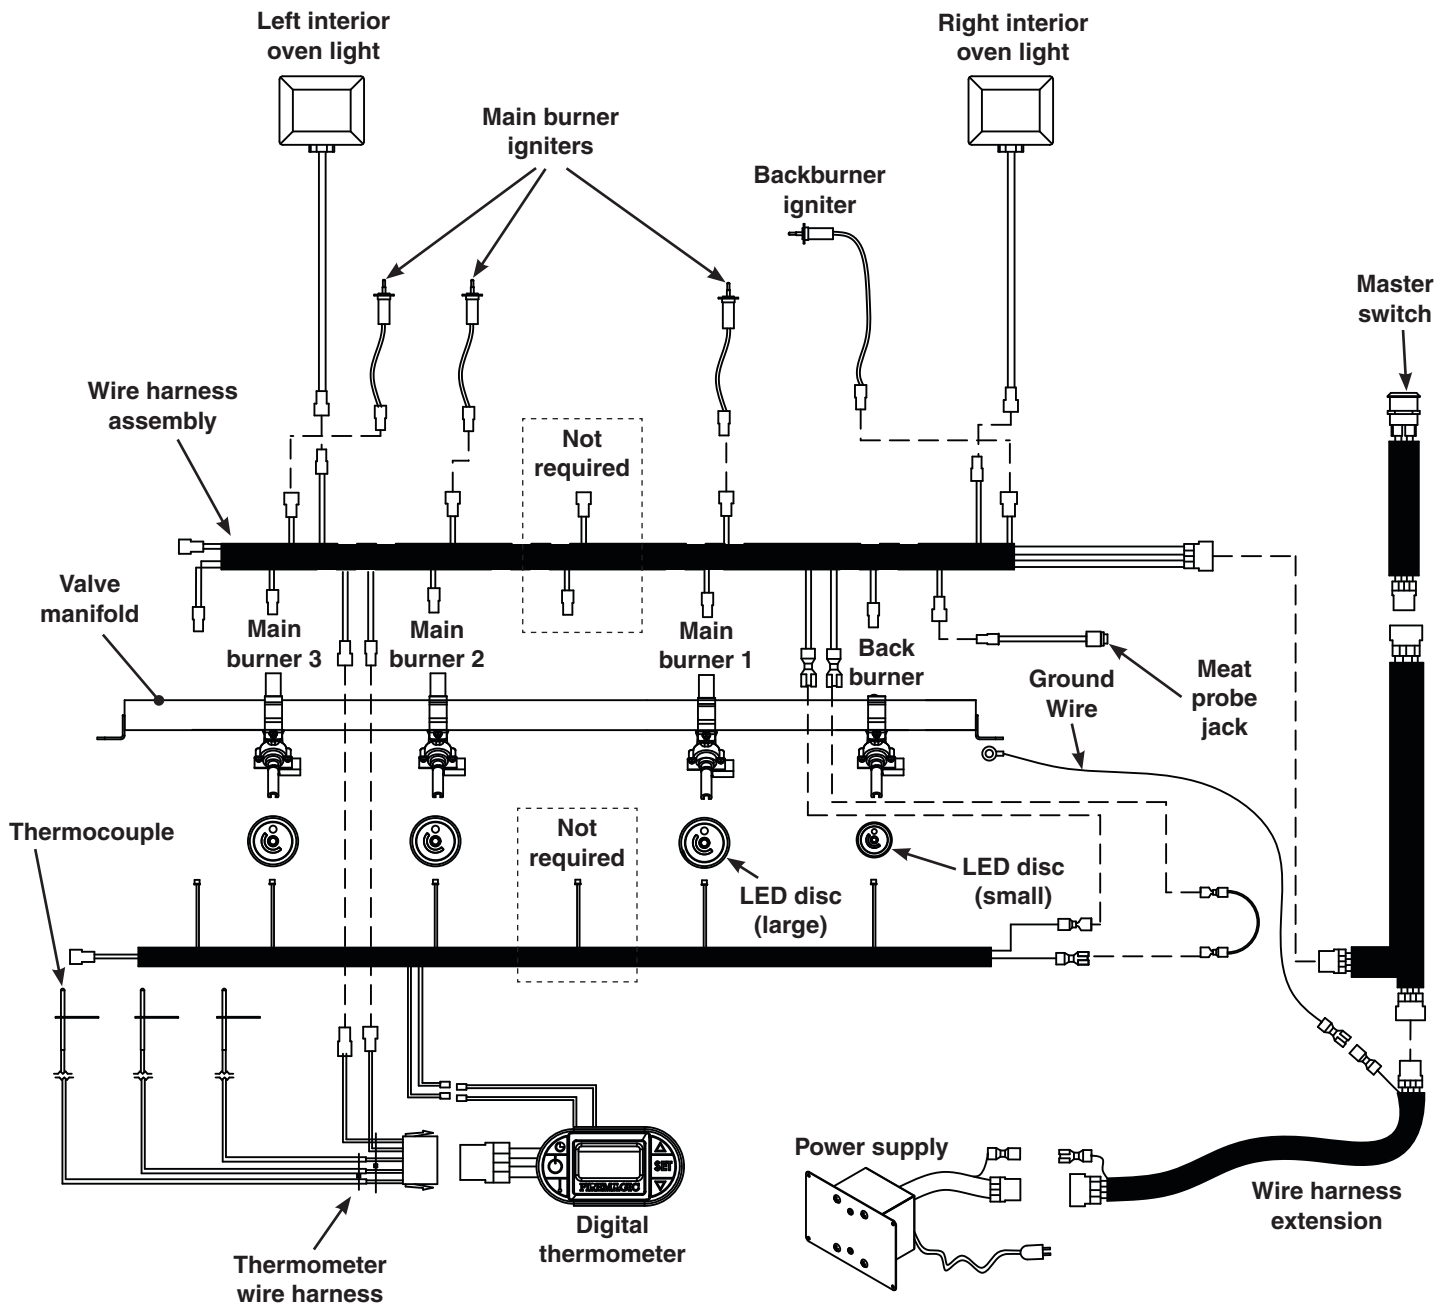 Left interior
oven light
Right interior
oven light
Main burner
igniters
Backburner
igniter
Master
switch
Wire harness
assembly
Not
required
Valve
manifold
Main
burner 3
Main
burner 2
Main
burner 1
Back
burner
Meat
probe
jack
Ground
Wire
Thermocouple
Not
required
LED disc
(large)
LED disc
(small)
SET
FIREMAGIC
Power supply
Digital
thermometer
Wire harness
extension
Thermometer
wire harness